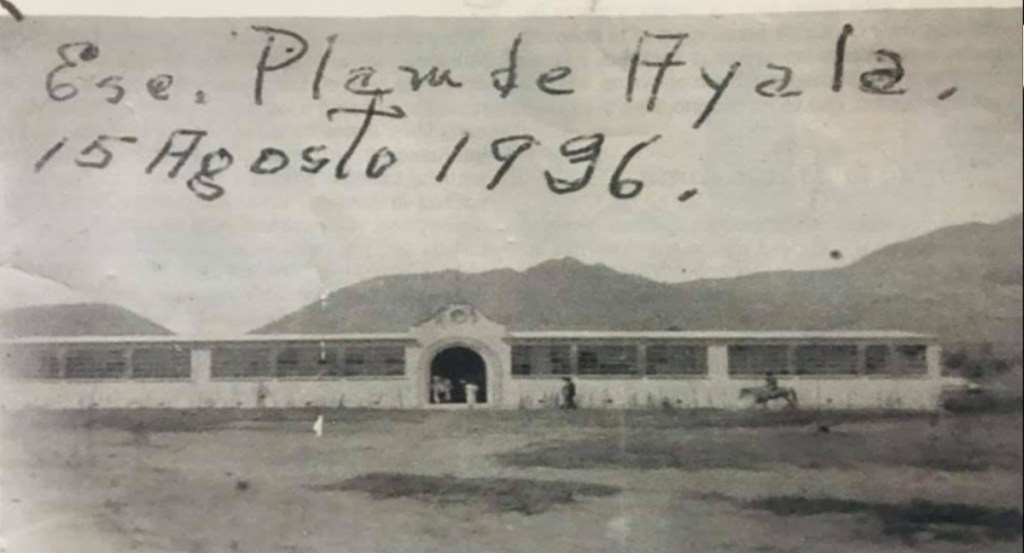 Esc. Plan de Ayala.
15 Agosto 1936.